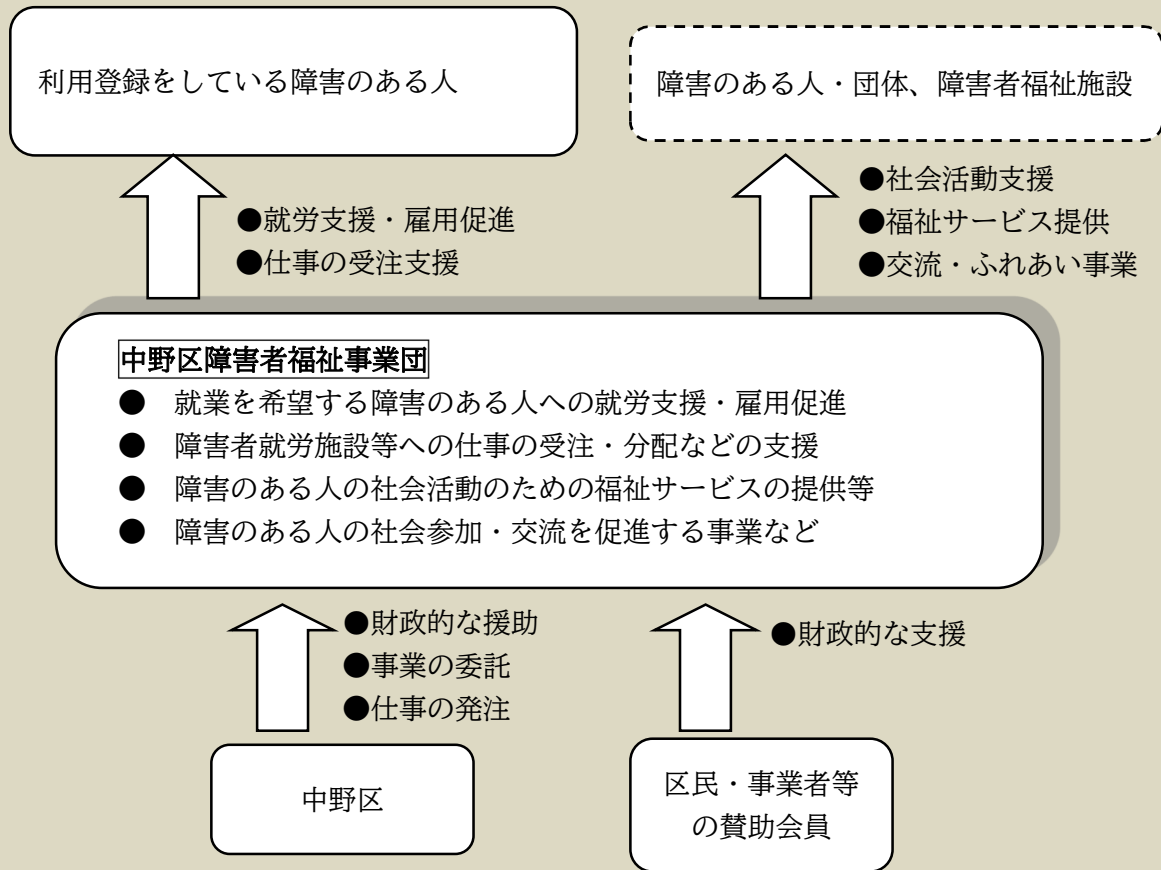 利用登録をしている障害のある人
障害のある人・団体、障害者福祉施設
●就労支援・雇用促進
●仕事の受注支援
●社会活動支援
●福祉サービス提供
●交流・ふれあい事業
中野区障害者福祉事業団
● 就業を希望する障害のある人への就労支援・雇用促進
● 障害者就労施設等への仕事の受注・分配などの支援
● 障害のある人の社会活動のための福祉サービスの提供等
● 障害のある人の社会参加・交流を促進する事業など
●財政的な援助
●事業の委託
●仕事の発注
●財政的な支援
中野区
区民・事業者等
の賛助会員